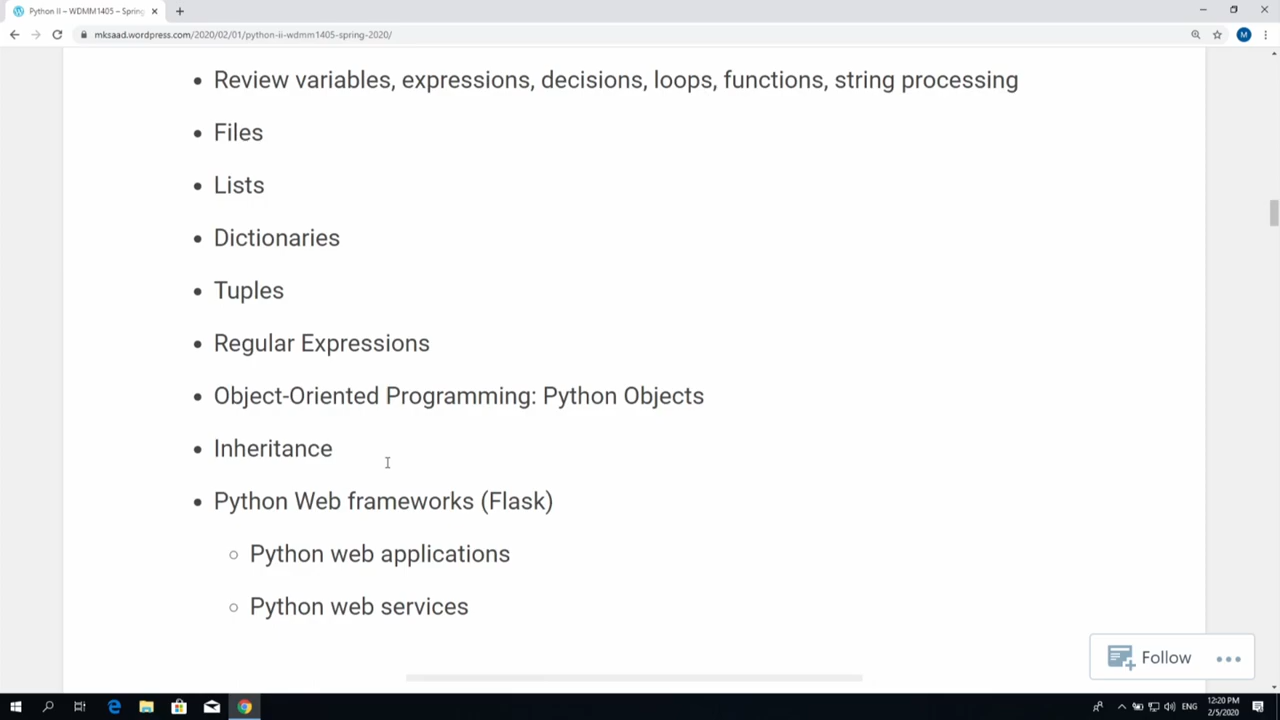 Python II – WDMM1405 – Spring
mksaad.wordpress.com/2020/02/01/python-ii-wdmm1405-spring-2020/
M
Review variables, expressions, decisions, loops, functions, string processing
Files
Lists
Dictionaries
Tuples
Regular Expressions
Object-Oriented Programming: Python Objects
Inheritance
Python Web frameworks (Flask)
Python web applications
Python web services
Follow
ENG
12:20 PM
2/5/2020